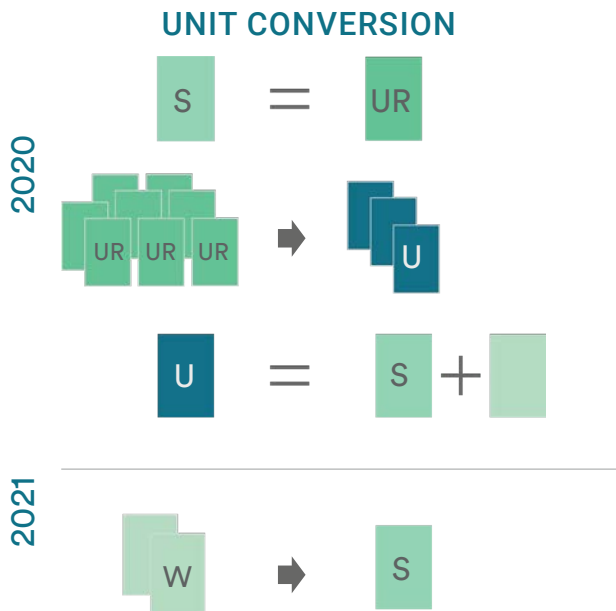 UNIT CONVERSION
2020
S = UR
UR UR UR U
U = S +
2021
W S